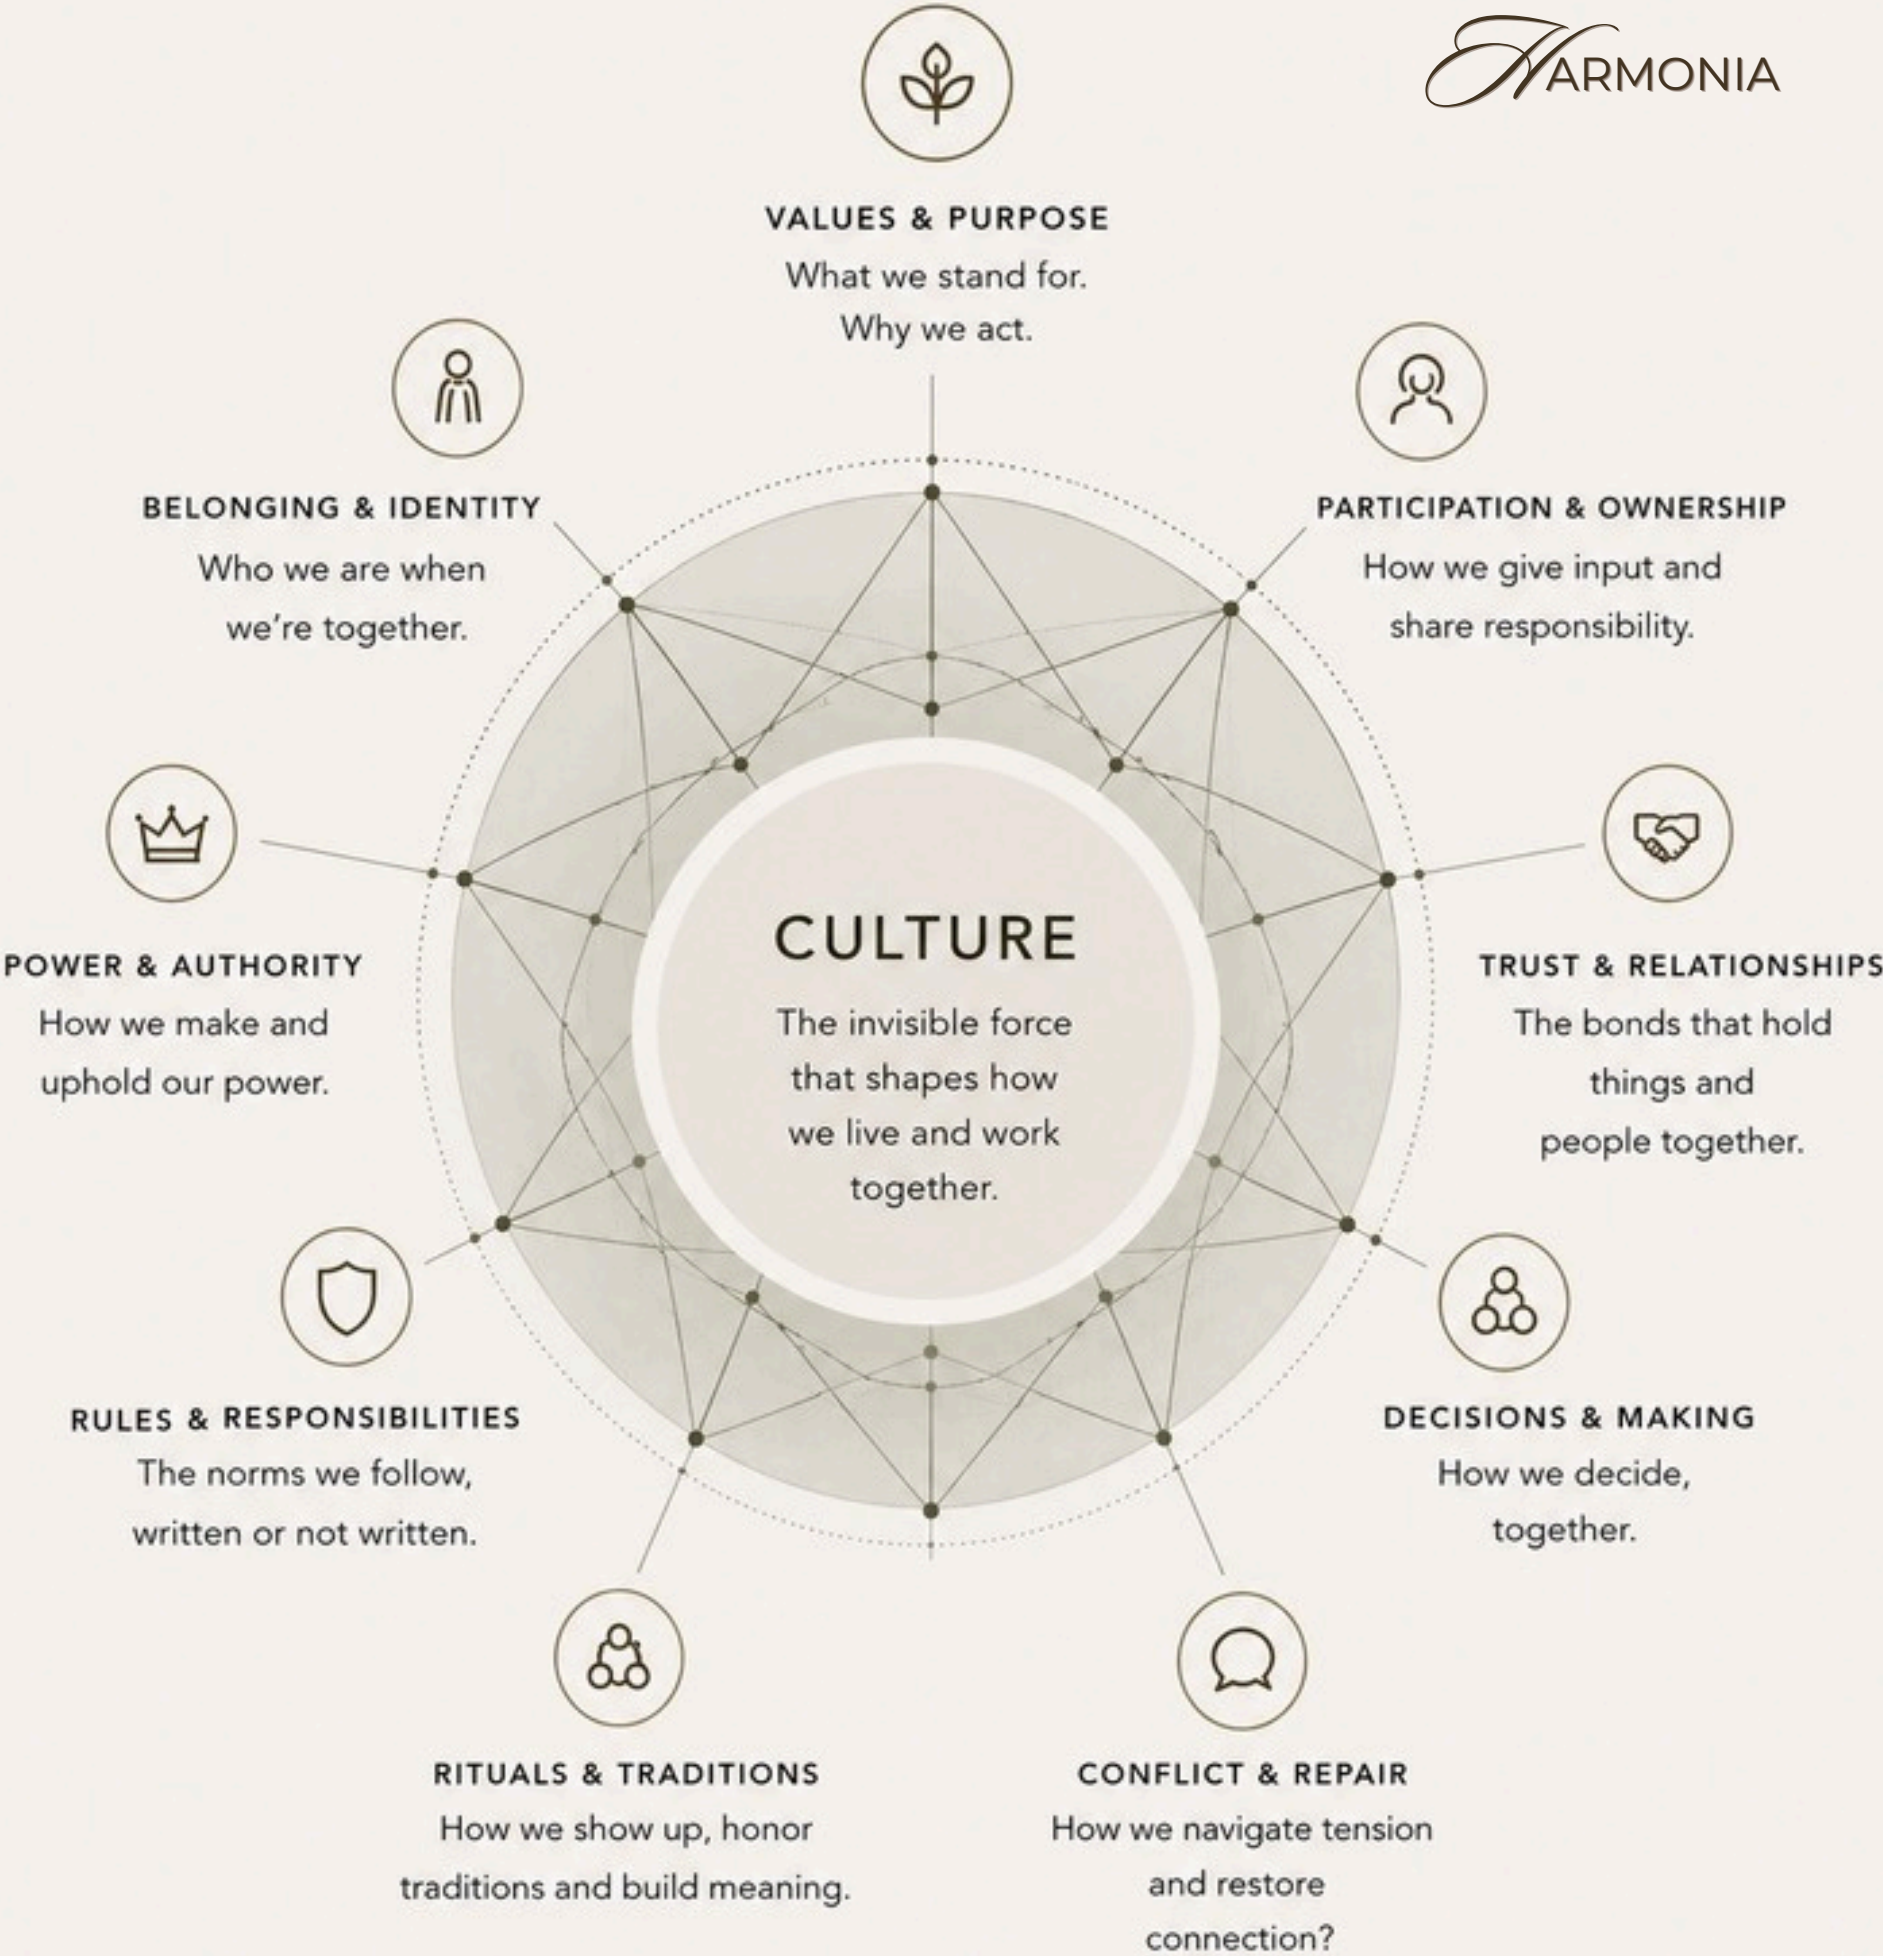 HARMONIA
VALUES & PURPOSE
What we stand for.
Why we act.
BELONGING & IDENTITY
Who we are when
we're together.
PARTICIPATION & OWNERSHIP
How we give input and
share responsibility.
POWER & AUTHORITY
How we make and
uphold our power.
CULTURE
The invisible force
that shapes how
we live and work
together.
TRUST & RELATIONSHIPS
The bonds that hold
things and
people together.
RULES & RESPONSIBILITIES
The norms we follow,
written or not written.
DECISIONS & MAKING
How we decide,
together.
RITUALS & TRADITIONS
How we show up, honor
traditions and build meaning.
CONFLICT & REPAIR
How we navigate tension
and restore
connection?